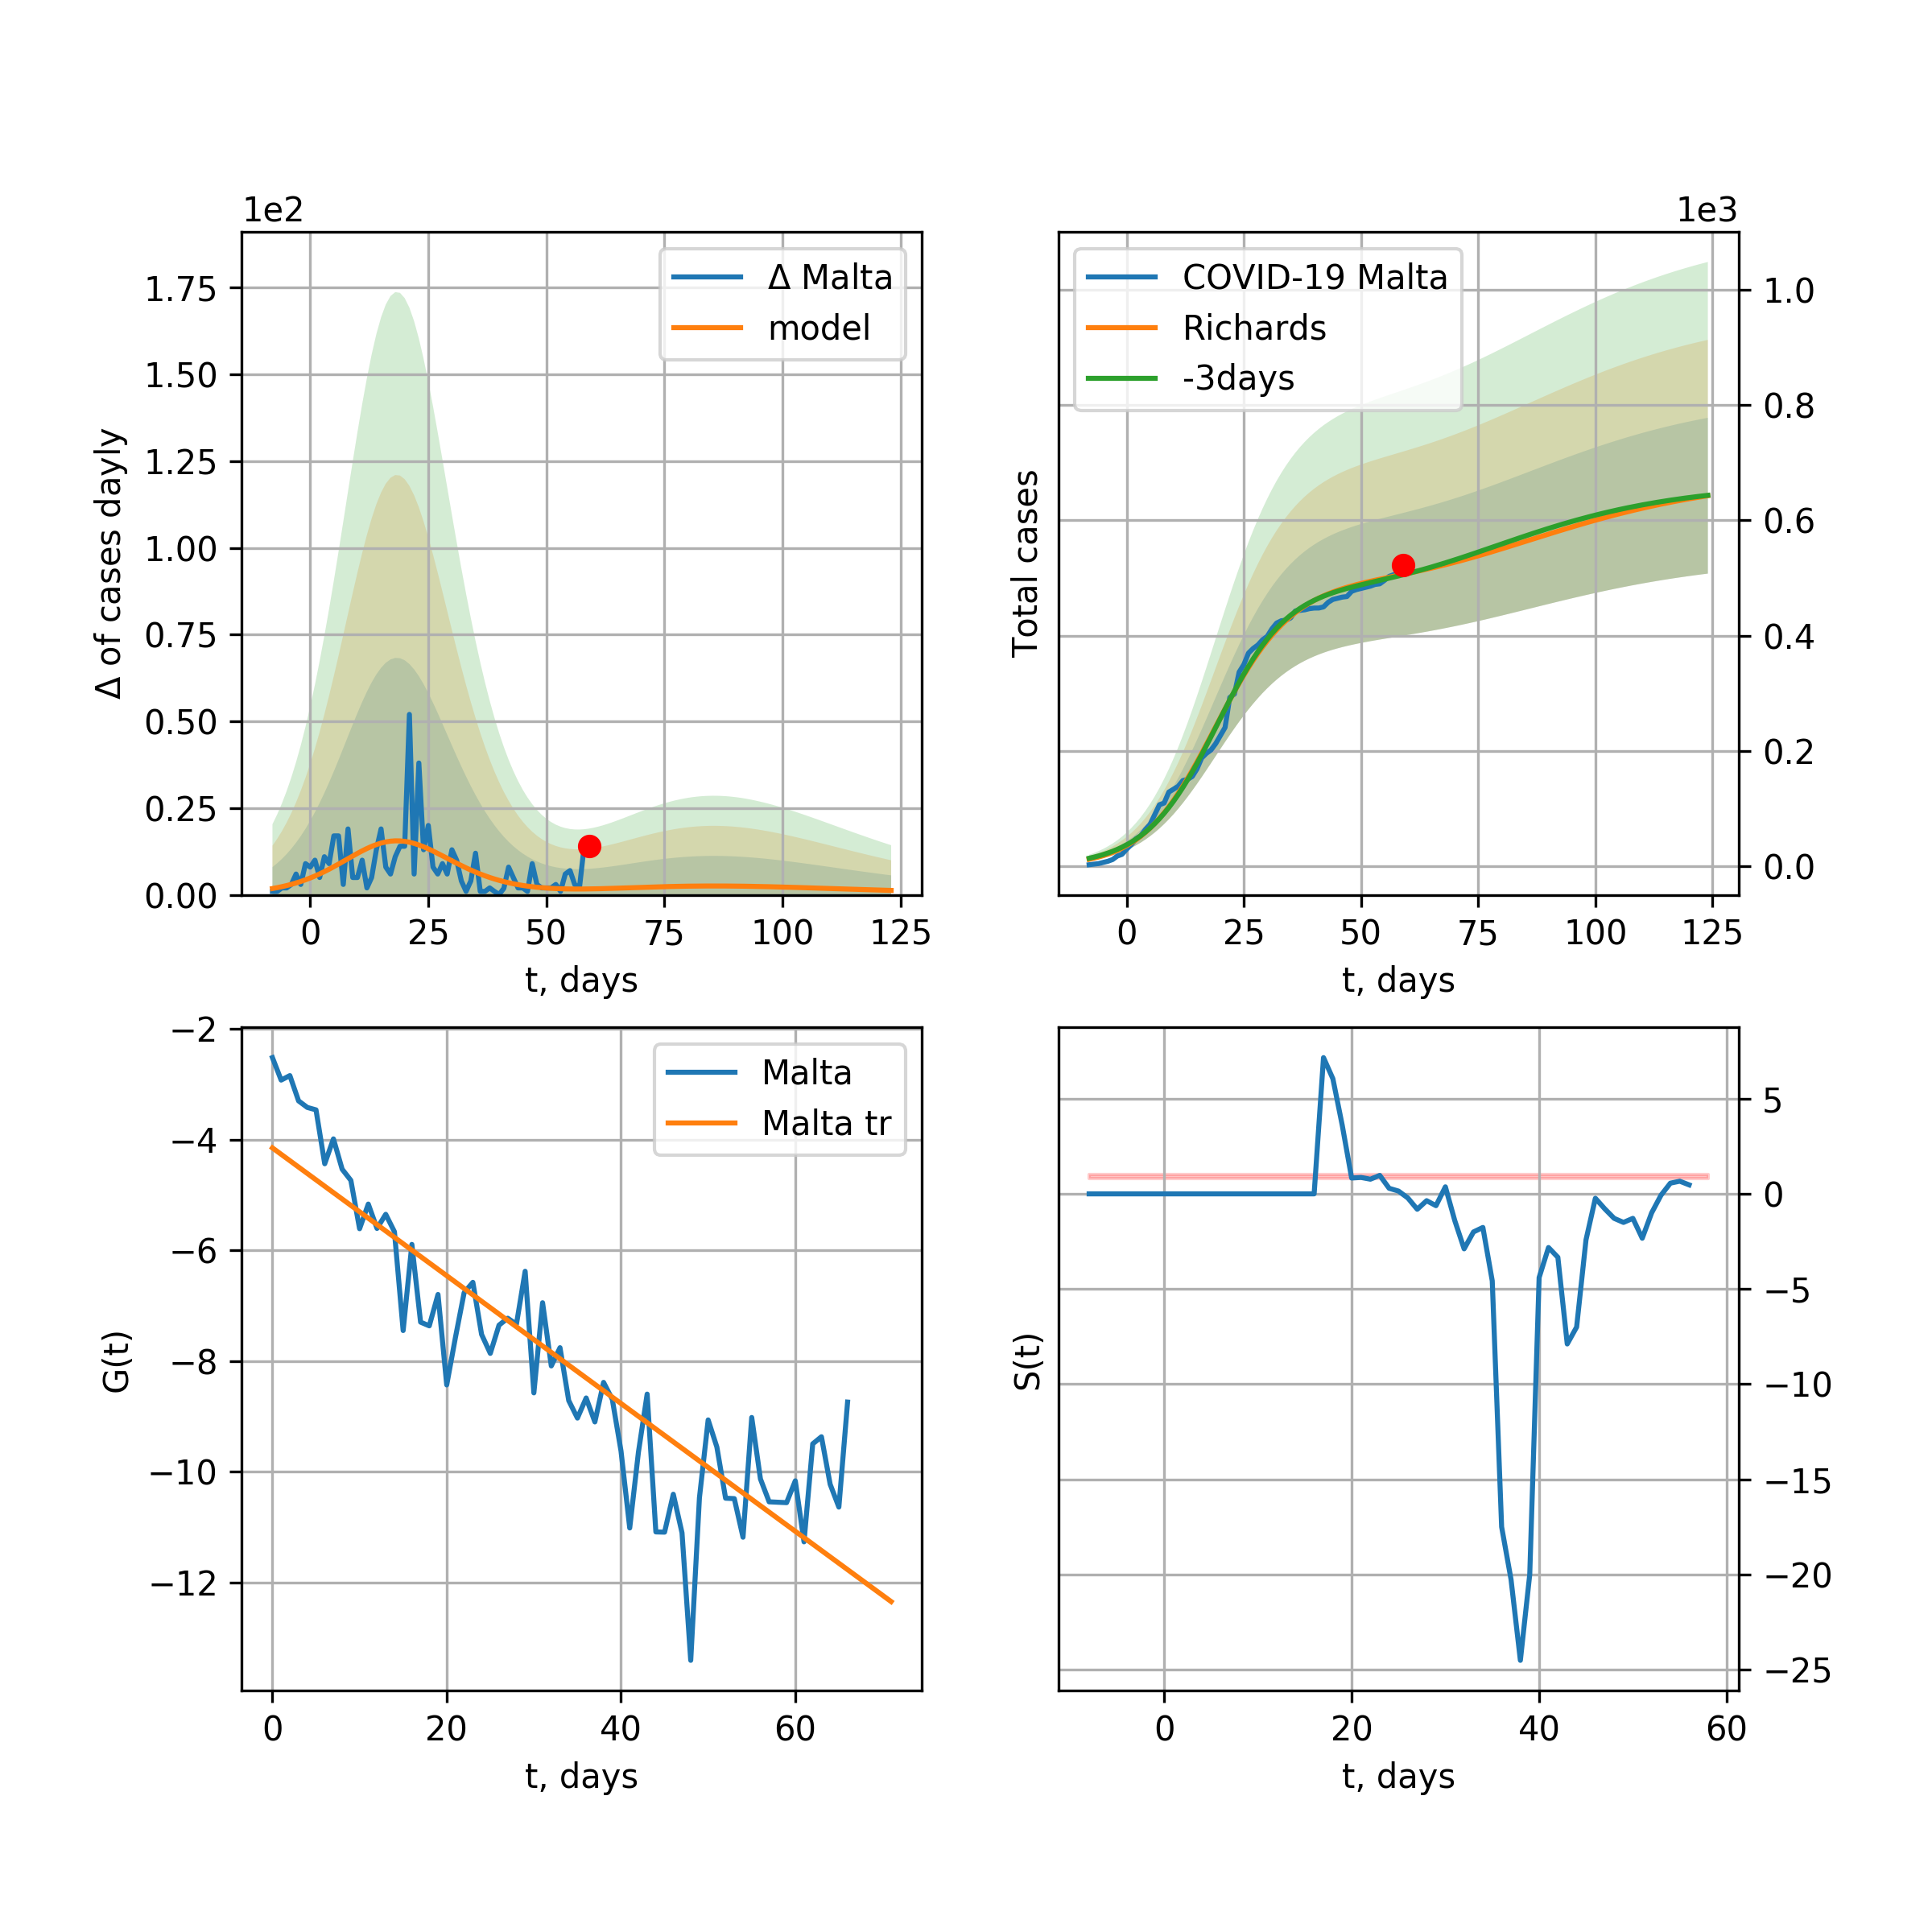 1e2
Δ of cases dayly
1.75
1.50
1.25
1.00
0.75
0.50
0.25
0.00
Δ Malta
model
0 25 50 75 100 125
t, days
1e3
Total cases
COVID-19 Malta
Richards
-3days
1.0
0.8
0.6
0.4
0.2
0.0
0 25 50 75 100 125
t, days
G(t)
−2
−4
−6
−8
−10
−12
Malta
Malta tr
0 20 40 60
t, days
S(t)
5
0
−5
−10
−15
−20
−25
0 20 40 60
t, days